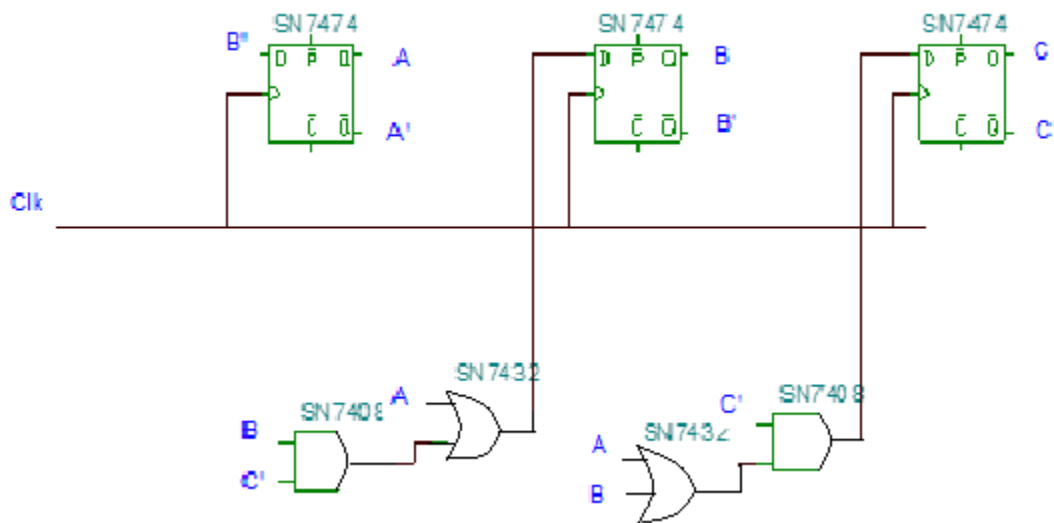 SN7474 SN7474 SN7474
B' D P Q A D P Q B D P Q C
C Q A' C Q B' C Q C'
Clk
SN7432
A SN7408 C' SN7408
B SN7432
C' A
B